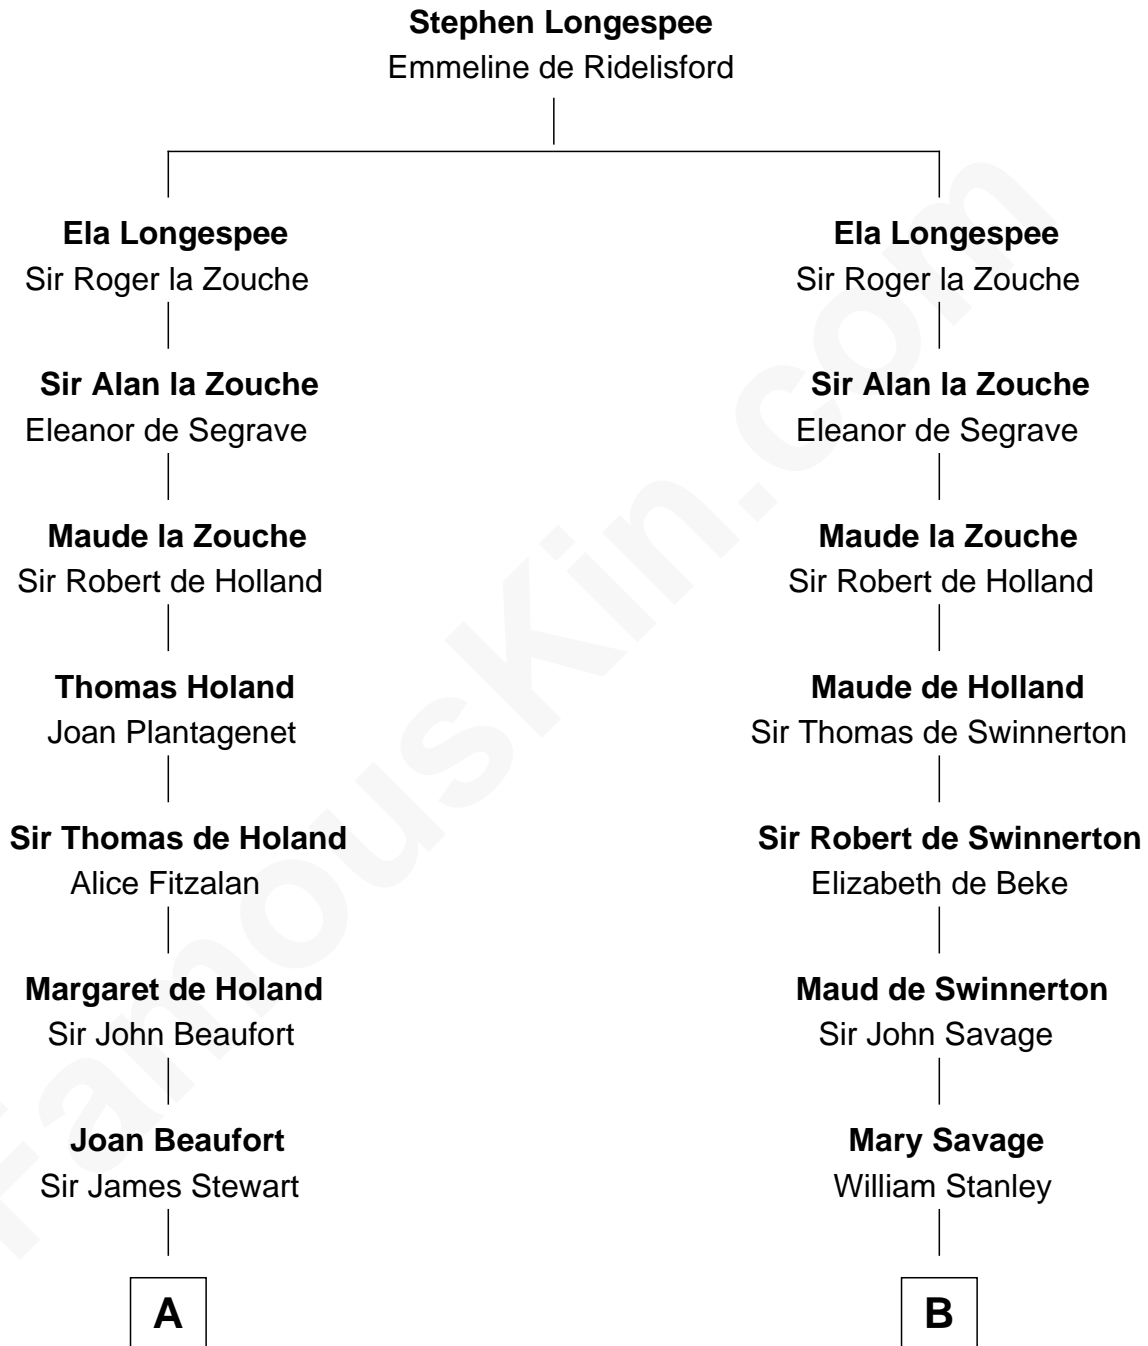 Stephen Longespee
Emmeline de Ridelisford
Ela Longespee
Sir Roger la Zouche
Sir Alan la Zouche
Eleanor de Segrave
Maude la Zouche
Sir Robert de Holland
Thomas Holand
Joan Plantagenet
Sir Thomas de Holand
Alice Fitzalan
Margaret de Holand
Sir John Beaufort
Joan Beaufort
Sir James Stewart
A
Ela Longespee
Sir Roger la Zouche
Sir Alan la Zouche
Eleanor de Segrave
Maude la Zouche
Sir Robert de Holland
Maude de Holland
Sir Thomas de Swinnerton
Sir Robert de Swinnerton
Elizabeth de Beke
Maud de Swinnerton
Sir John Savage
Mary Savage
William Stanley
B
FamousKin.com